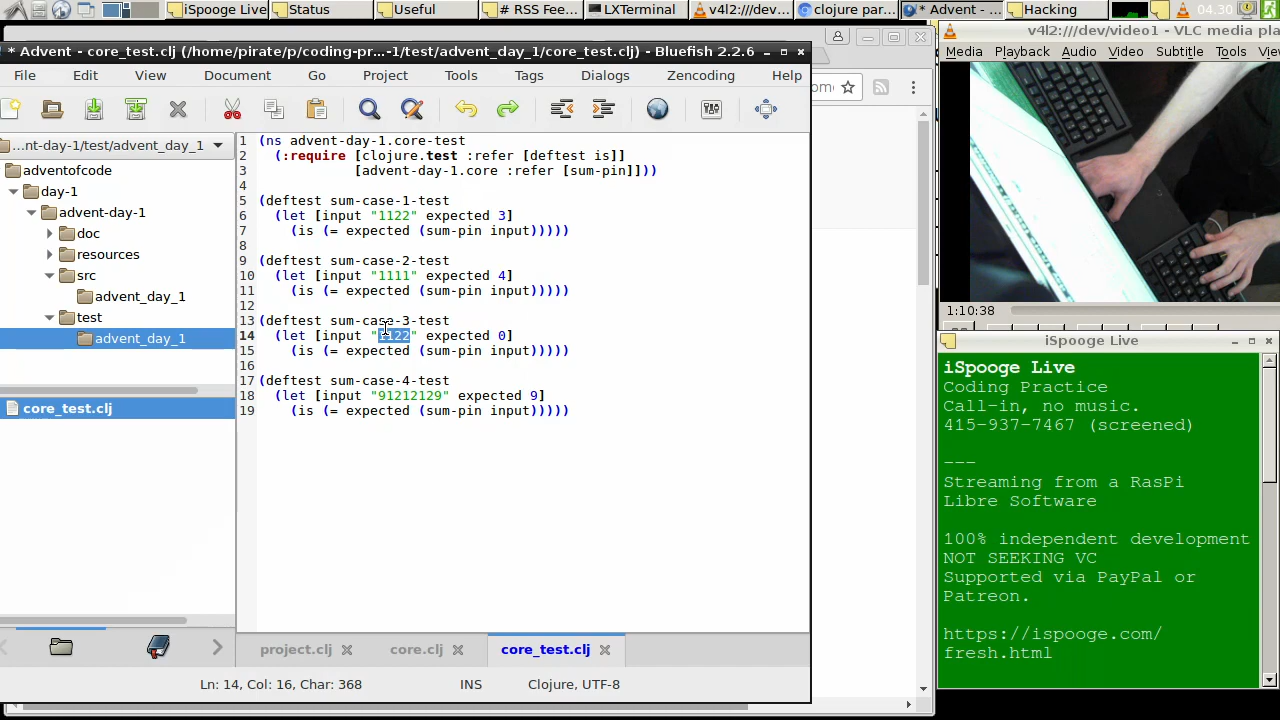 iSpooge Live
Status
Useful
# RSS Fee...
LXTerminal
v4l2:///dev...
clojure par...
* Advent - ...
Hacking
04.30
* Advent - core_test.clj (/home/pirate/p/coding-pr...-1/test/advent_day_1/core_test.clj) - Bluefish 2.2.6
File Edit View Document Go Project Tools Tags Dialogs Zencoding Help
...nt-day-1/test/advent_day_1
adventofcode
day-1
advent-day-1
doc
resources
src
advent_day_1
test
advent_day_1
core_test.clj
1 (ns advent-day-1.core-test
2 (:require [clojure.test :refer [deftest is]]
3 [advent-day-1.core :refer [sum-pin]]))
4
5 (deftest sum-case-1-test
6 (let [input "1122" expected 3]
7 (is (= expected (sum-pin input)))))
8
9 (deftest sum-case-2-test
10 (let [input "1111" expected 4]
11 (is (= expected (sum-pin input)))))
12
13 (deftest sum-case-3-test
14 (let [input "1122" expected 0]
15 (is (= expected (sum-pin input)))))
16
17 (deftest sum-case-4-test
18 (let [input "91212129" expected 9]
19 (is (= expected (sum-pin input)))))
project.clj
core.clj
core_test.clj
Ln: 14, Col: 16, Char: 368
INS
Clojure, UTF-8
v4l2:///dev/video1 - VLC media pla
Media Playback Audio Video Subtitle Tools Vie
1:10:38
iSpooge Live
iSpooge Live
Coding Practice
Call-in, no music.
415-937-7467 (screened)
---
Streaming from a RasPi
Libre Software
100% independent development
NOT SEEKING VC
Supported via PayPal or
Patreon.
https://ispooge.com/
fresh.html